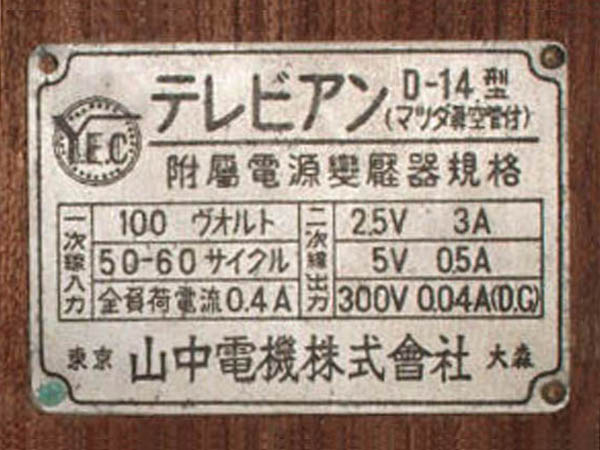 テレビアン D-14型
(マツダ眞空管付)
Y.E.C
附屬電源變壓器規格
一次線入力
100 ヴオルト
50-60 サイクル
全負荷電流 0.4A
二次線出力
2.5V 3A
5V 0.5A
300V 0.04A(D.C)
東京 山中電機株式會社 大森